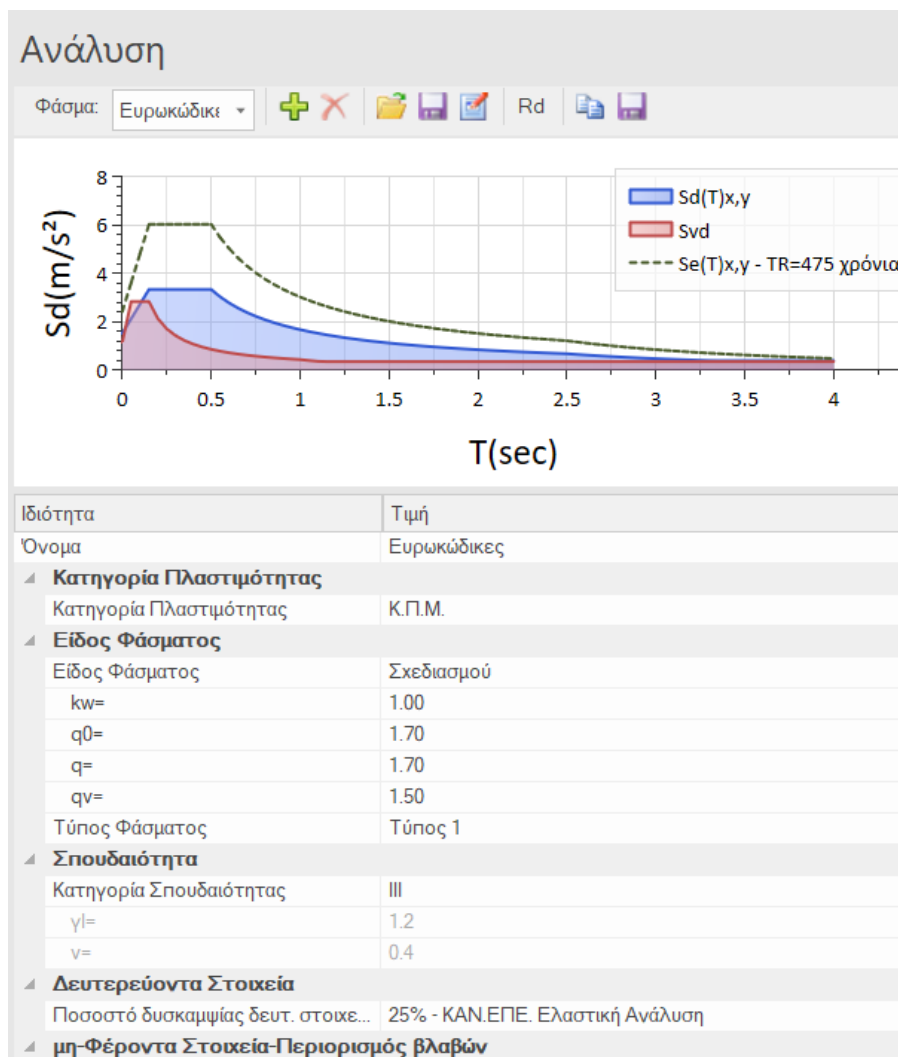 Ανάλυση
Φάσμα: Ευρωκώδικε Rd
Sd(m/s²)
8
6
4
2
0
Sd(T)x,y
Svd
Se(T)x,y - TR=475 χρόνια
0 0.5 1 1.5 2 2.5 3 3.5 4
T(sec)
Ιδιότητα Τιμή
Όνομα Ευρωκώδικες
Κατηγορία Πλαστιμότητας
Κατηγορία Πλαστιμότητας Κ.Π.Μ.
Είδος Φάσματος
Είδος Φάσματος Σχεδιασμού
kw= 1.00
q0= 1.70
q= 1.70
qv= 1.50
Τύπος Φάσματος Τύπος 1
Σπουδαιότητα
Κατηγορία Σπουδαιότητας III
γI= 1.2
ν= 0.4
Δευτερεύοντα Στοιχεία
Ποσοστό δυσκαμψίας δευτ. στοιχε... 25% - ΚΑΝ.ΕΠΕ. Ελαστική Ανάλυση
μη-Φέροντα Στοιχεία-Περιορισμός βλαβών